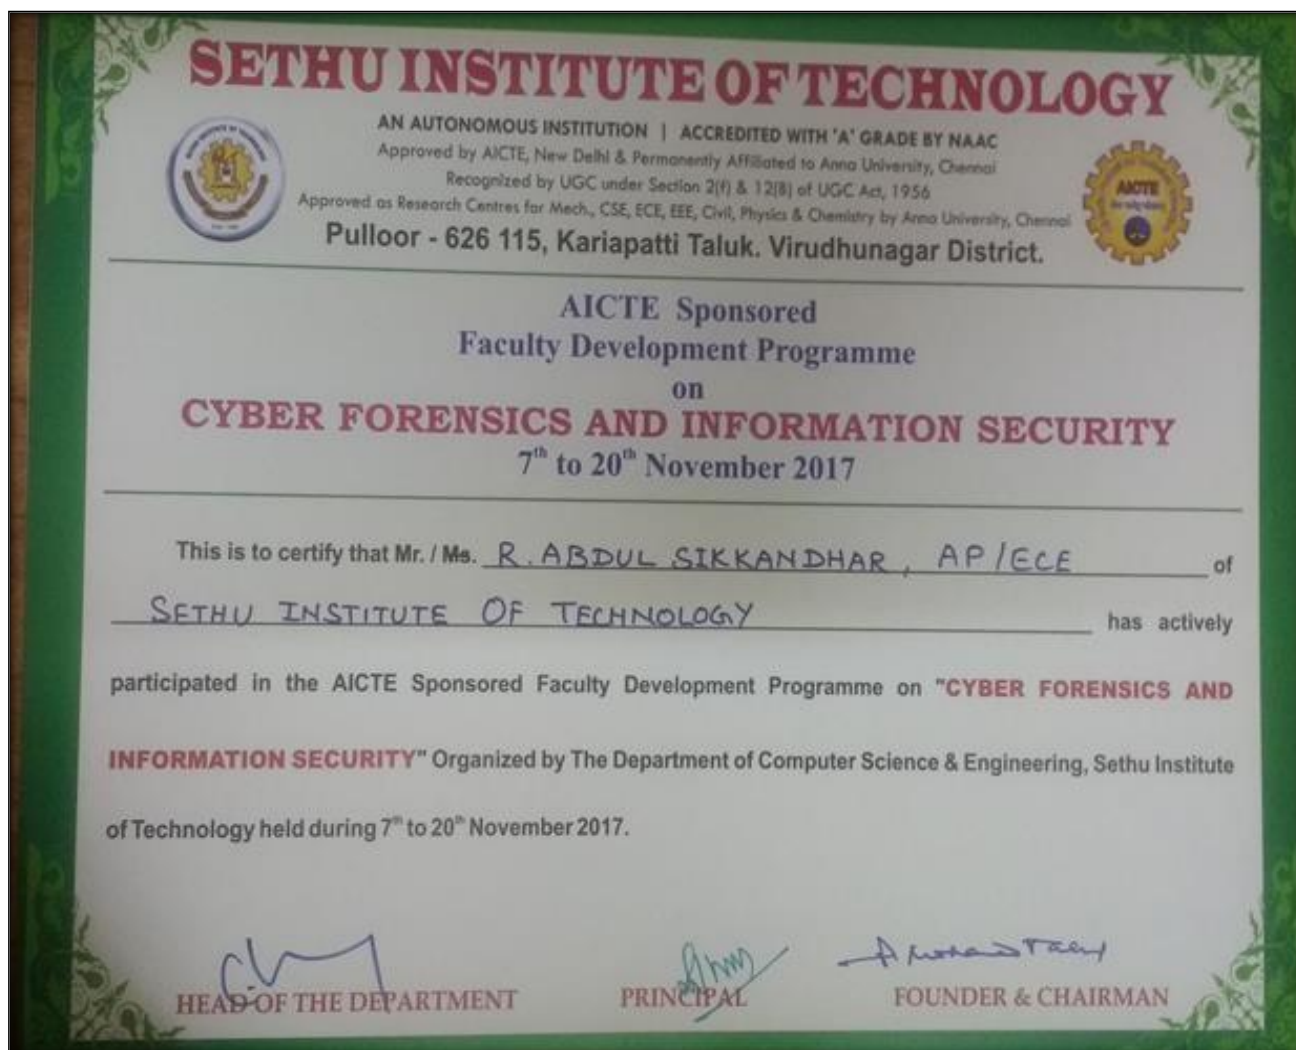 SETHU INSTITUTE OF TECHNOLOGY
AN AUTONOMOUS INSTITUTION | ACCREDITED WITH 'A' GRADE BY NAAC
Approved by AICTE, New Delhi & Permanently Affiliated to Anna University, Chennai
Recognized by UGC under Section 2(f) & 12(B) of UGC Act, 1956
Approved as Research Centres for Mech., CSE, ECE, EEE, Civil, Physics & Chemistry by Anna University, Chennai
AICTE
Pulloor - 626 115, Kariapatti Taluk. Virudhunagar District.
AICTE Sponsored
Faculty Development Programme
on
CYBER FORENSICS AND INFORMATION SECURITY
7th to 20th November 2017
This is to certify that Mr. / Ms. R. ABDUL SIKKANDHAR, AP/ECE of
SETHU INSTITUTE OF TECHNOLOGY has actively
participated in the AICTE Sponsored Faculty Development Programme on "CYBER FORENSICS AND
INFORMATION SECURITY" Organized by The Department of Computer Science & Engineering, Sethu Institute
of Technology held during 7th to 20th November 2017.
HEAD OF THE DEPARTMENT PRINCIPAL FOUNDER & CHAIRMAN